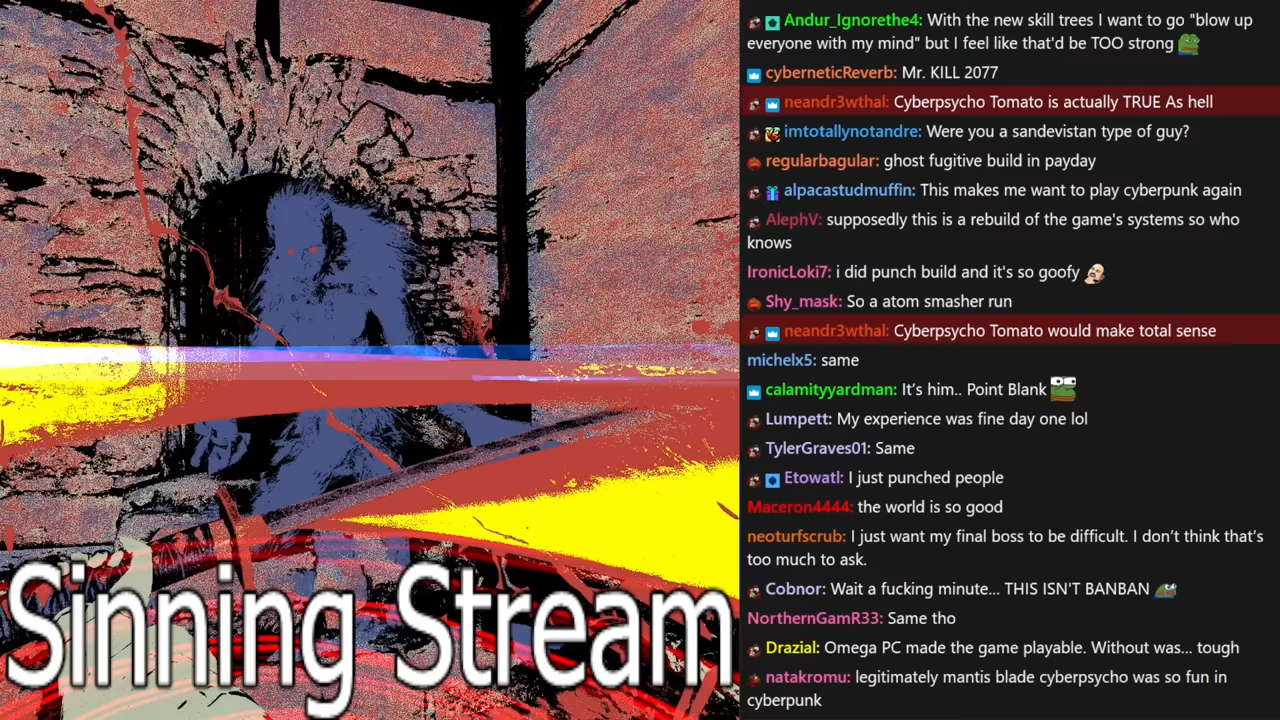 Andur_Ignorethe4: With the new skill trees I want to go "blow up
everyone with my mind" but I feel like that'd be TOO strong
cyberneticReverb: Mr. KILL 2077
neandr3wthal: Cyberpsycho Tomato is actually TRUE As hell
imtotallynotandre: Were you a sandevistan type of guy?
regularbagular: ghost fugitive build in payday
alpacastudmuffin: This makes me want to play cyberpunk again
AlephV: supposedly this is a rebuild of the game's systems so who
knows
IronicLoki7: i did punch build and it's so goofy
Shy_mask: So a atom smasher run
neandr3wthal: Cyberpsycho Tomato would make total sense
michelx5: same
calamityyardman: It's him.. Point Blank
Lumpett: My experience was fine day one lol
TylerGraves01: Same
Etowatl: I just punched people
Maceron4444: the world is so good
neoturfscrub: I just want my final boss to be difficult. I don't think that's
too much to ask.
Cobnor: Wait a fucking minute... THIS ISN'T BANBAN
NorthernGamR33: Same tho
Drazial: Omega PC made the game playable. Without was... tough
natakromu: legitimately mantis blade cyberpsycho was so fun in
cyberpunk
Sinning Stream